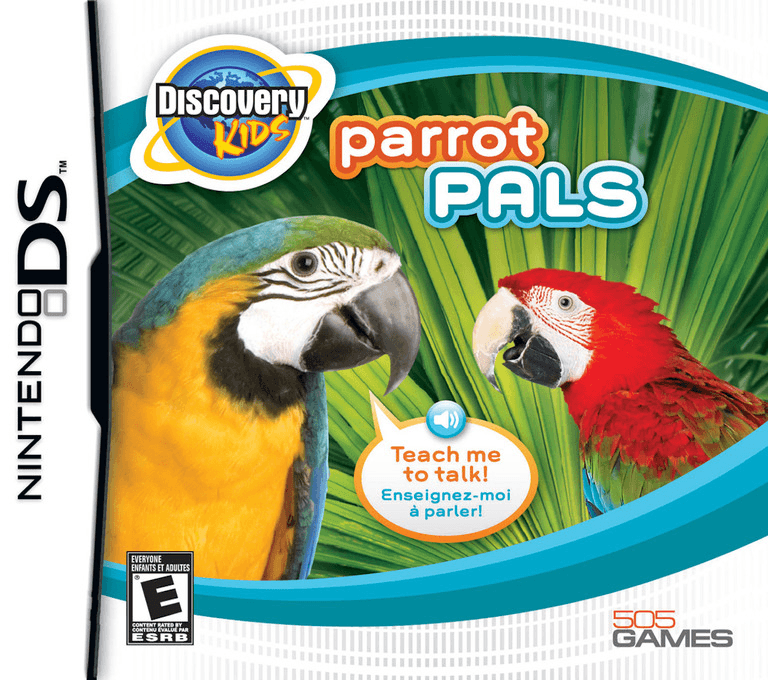 NINTENDO DS™
Discovery™
KIDS
parrot
PALS
Teach me
to talk!
Enseignez-moi
à parler!
EVERYONE
ENFANTS ET ADULTES
E®
CONTENT RATED BY
CONTENU ÉVALUÉ PAR
ESRB
505
GAMES